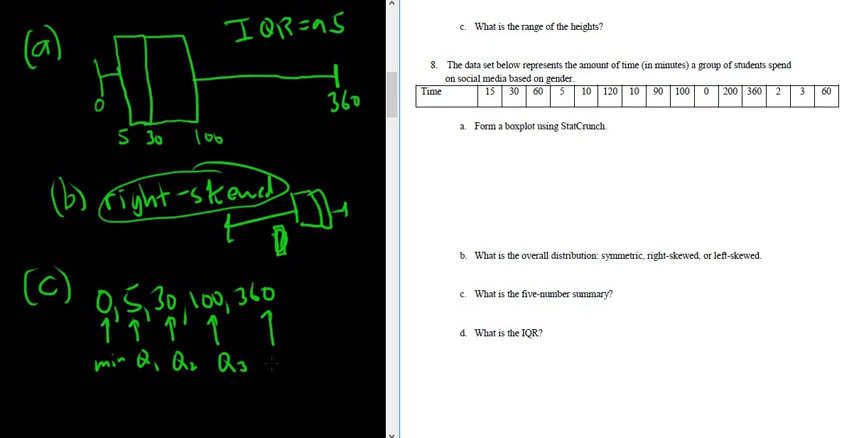 (a)
IQR=95
0
5 30 100
360
(b) right-skewed
(c) 0, 5, 30, 100, 360
min Q1 Q2 Q3
c. What is the range of the heights?
8. The data set below represents the amount of time (in minutes) a group of students spend
on social media based on gender.
Time 15 30 60 5 10 120 10 90 100 0 200 360 2 3 60
a. Form a boxplot using StatCrunch.
b. What is the overall distribution: symmetric, right-skewed, or left-skewed.
c. What is the five-number summary?
d. What is the IQR?